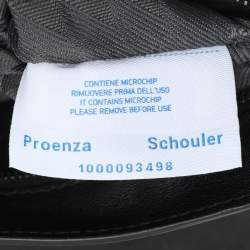 CONTIENE MICROCHIP
RIMUOVERE PRIMA DELL'USO
IT CONTAINS MICROCHIP
PLEASE REMOVE BEFORE USE
Proenza Schouler
1000093498